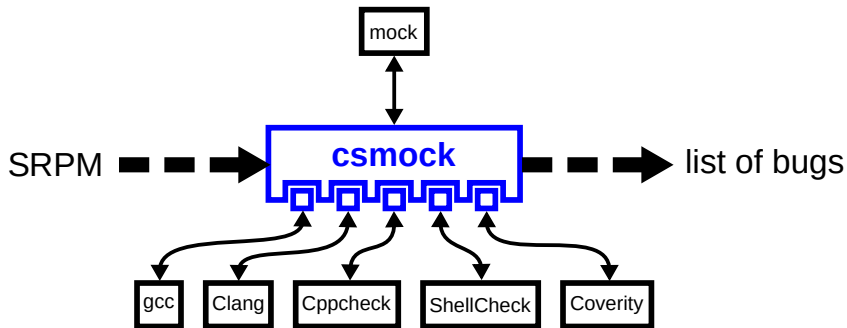 mock
csmock
SRPM
list of bugs
gcc
Clang
Cppcheck
ShellCheck
Coverity